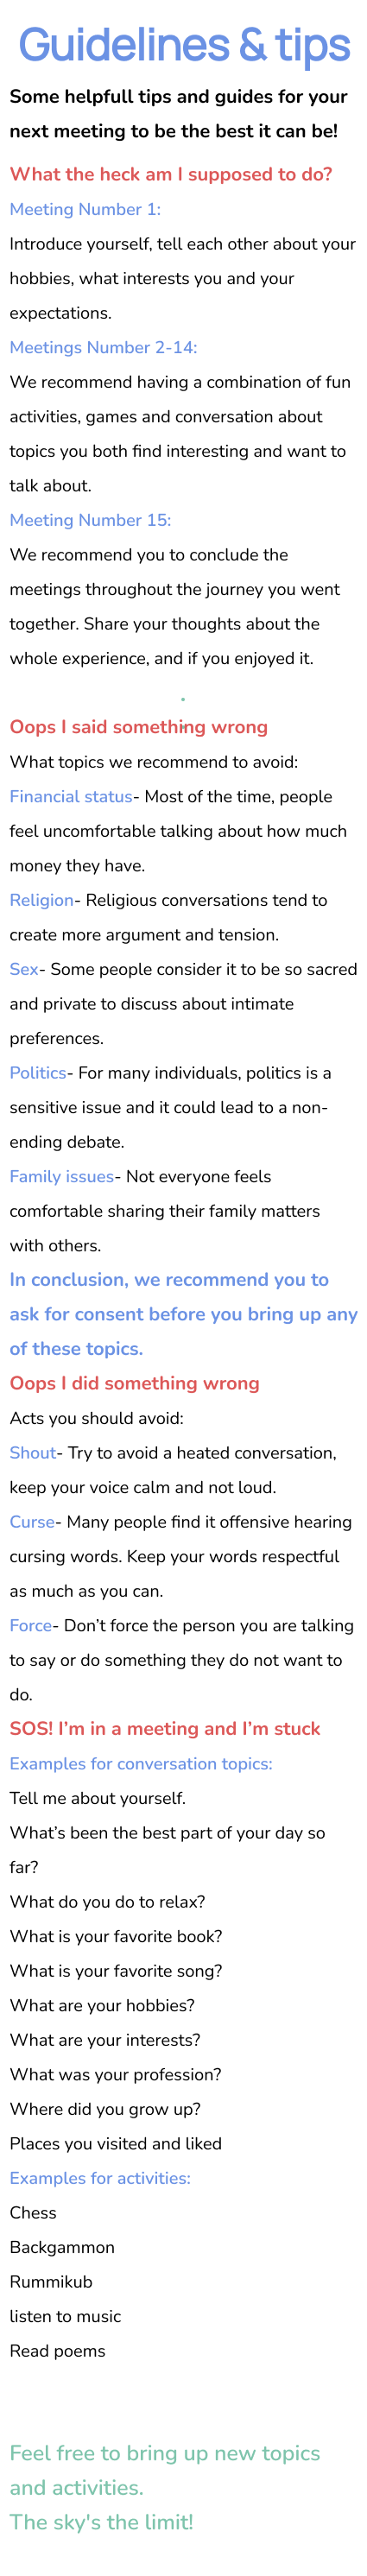 Guidelines & tips
Some helpfull tips and guides for your
next meeting to be the best it can be!
What the heck am I supposed to do?
Meeting Number 1:
Introduce yourself, tell each other about your
hobbies, what interests you and your
expectations.
Meetings Number 2-14:
We recommend having a combination of fun
activities, games and conversation about
topics you both find interesting and want to
talk about.
Meeting Number 15:
We recommend you to conclude the
meetings throughout the journey you went
together. Share your thoughts about the
whole experience, and if you enjoyed it.
Oops I said something wrong
What topics we recommend to avoid:
Financial status- Most of the time, people
feel uncomfortable talking about how much
money they have.
Religion- Religious conversations tend to
create more argument and tension.
Sex- Some people consider it to be so sacred
and private to discuss about intimate
preferences.
Politics- For many individuals, politics is a
sensitive issue and it could lead to a non-
ending debate.
Family issues- Not everyone feels
comfortable sharing their family matters
with others.
In conclusion, we recommend you to
ask for consent before you bring up any
of these topics.
Oops I did something wrong
Acts you should avoid:
Shout- Try to avoid a heated conversation,
keep your voice calm and not loud.
Curse- Many people find it offensive hearing
cursing words. Keep your words respectful
as much as you can.
Force- Don’t force the person you are talking
to say or do something they do not want to
do.
SOS! I’m in a meeting and I’m stuck
Examples for conversation topics:
Tell me about yourself.
What’s been the best part of your day so
far?
What do you do to relax?
What is your favorite book?
What is your favorite song?
What are your hobbies?
What are your interests?
What was your profession?
Where did you grow up?
Places you visited and liked
Examples for activities:
Chess
Backgammon
Rummikub
listen to music
Read poems
Feel free to bring up new topics
and activities.
The sky's the limit!